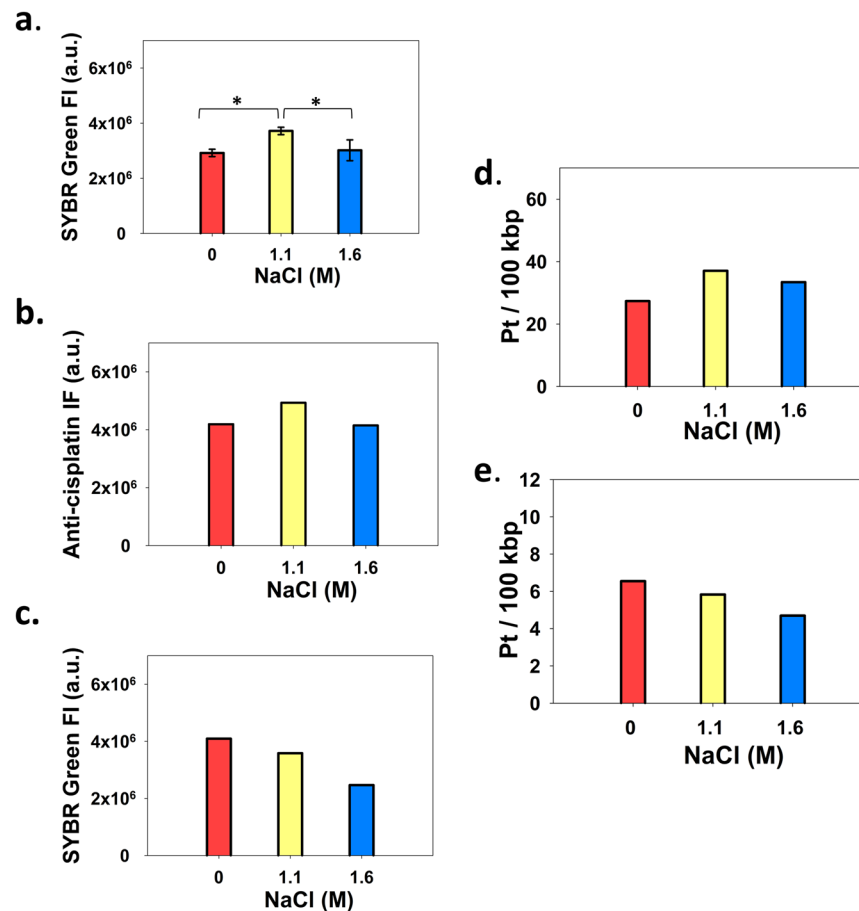 a.
SYBR Green FI (a.u.)
6x10⁶
4x10⁶
2x10⁶
0
*
*
0
1.1
1.6
NaCl (M)
b.
Anti-cisplatin IF (a.u.)
6x10⁶
4x10⁶
2x10⁶
0
0
1.1
1.6
NaCl (M)
c.
SYBR Green FI (a.u.)
6x10⁶
4x10⁶
2x10⁶
0
0
1.1
1.6
NaCl (M)
d.
Pt / 100 kbp
60
40
20
0
0
1.1
1.6
NaCl (M)
e.
Pt / 100 kbp
12
10
8
6
4
2
0
0
1.1
1.6
NaCl (M)